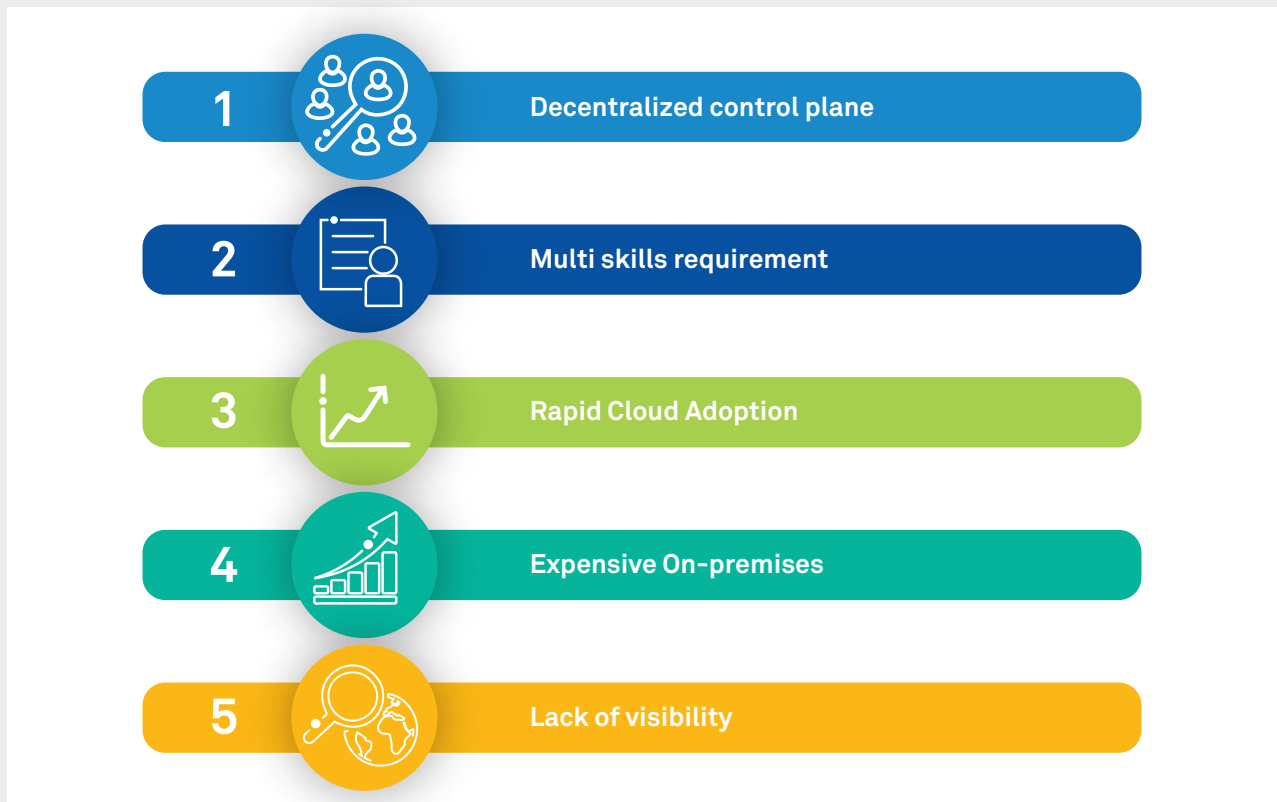 1 Decentralized control plane
2 Multi skills requirement
3 Rapid Cloud Adoption
4 Expensive On-premises
5 Lack of visibility